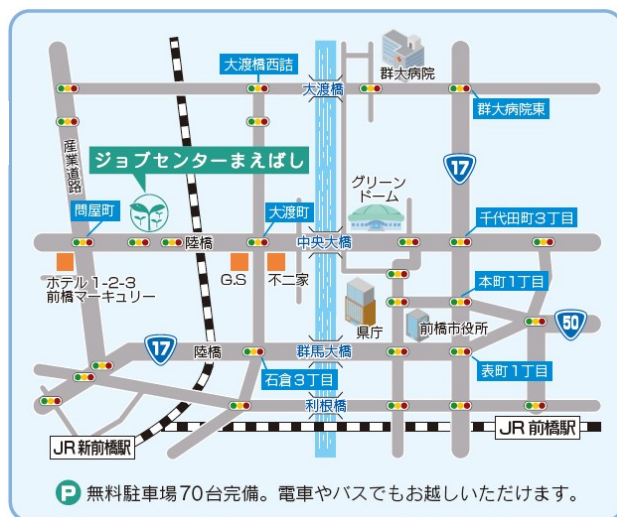 大渡橋西詰
群大病院
大渡橋
群大病院東
産業道路
ジョブセンターまえばし
17
グリーン
ドーム
問屋町
大渡町
千代田町3丁目
陸橋
中央大橋
ホテル1-2-3
前橋マーキュリー
G.S
不二家
本町1丁目
県庁
前橋市役所
50
17
陸橋
群馬大橋
石倉3丁目
表町1丁目
利根橋
JR新前橋駅
JR前橋駅
P 無料駐車場70台完備。電車やバスでもお越しいただけます。